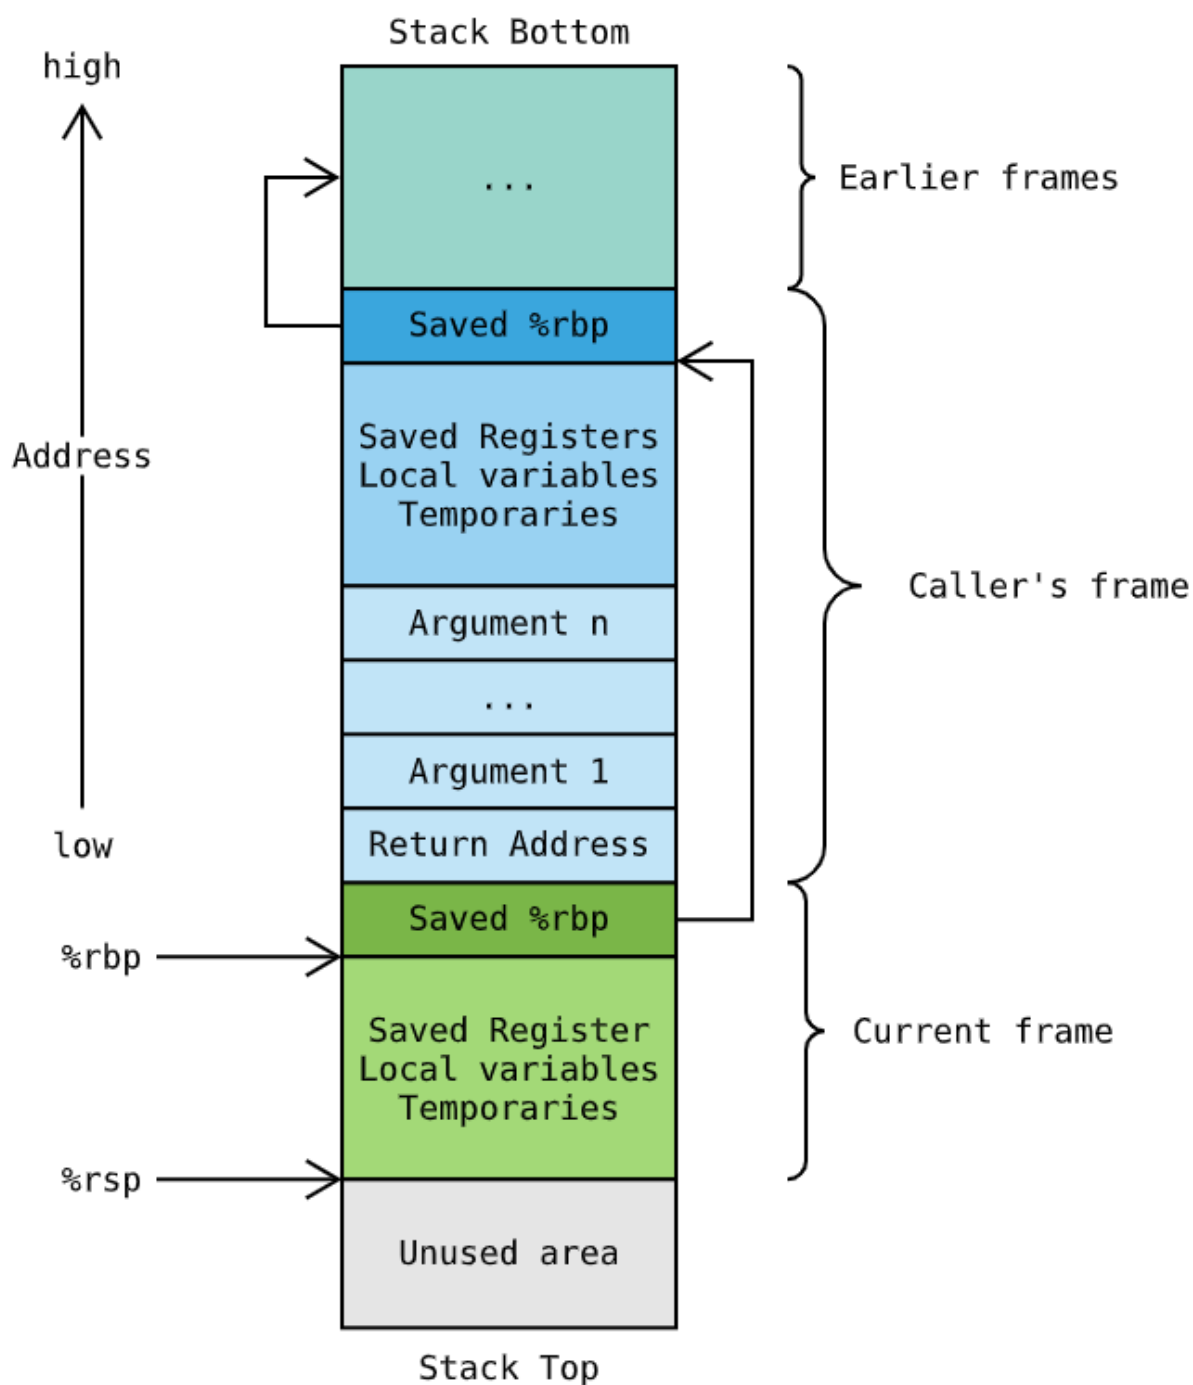 Stack Bottom
high
...
Earlier frames
Saved %rbp
Saved Registers
Local variables
Temporaries
Address
Argument n
Caller's frame
...
Argument 1
low
Return Address
Saved %rbp
%rbp
Saved Register
Local variables
Temporaries
Current frame
%rsp
Unused area
Stack Top